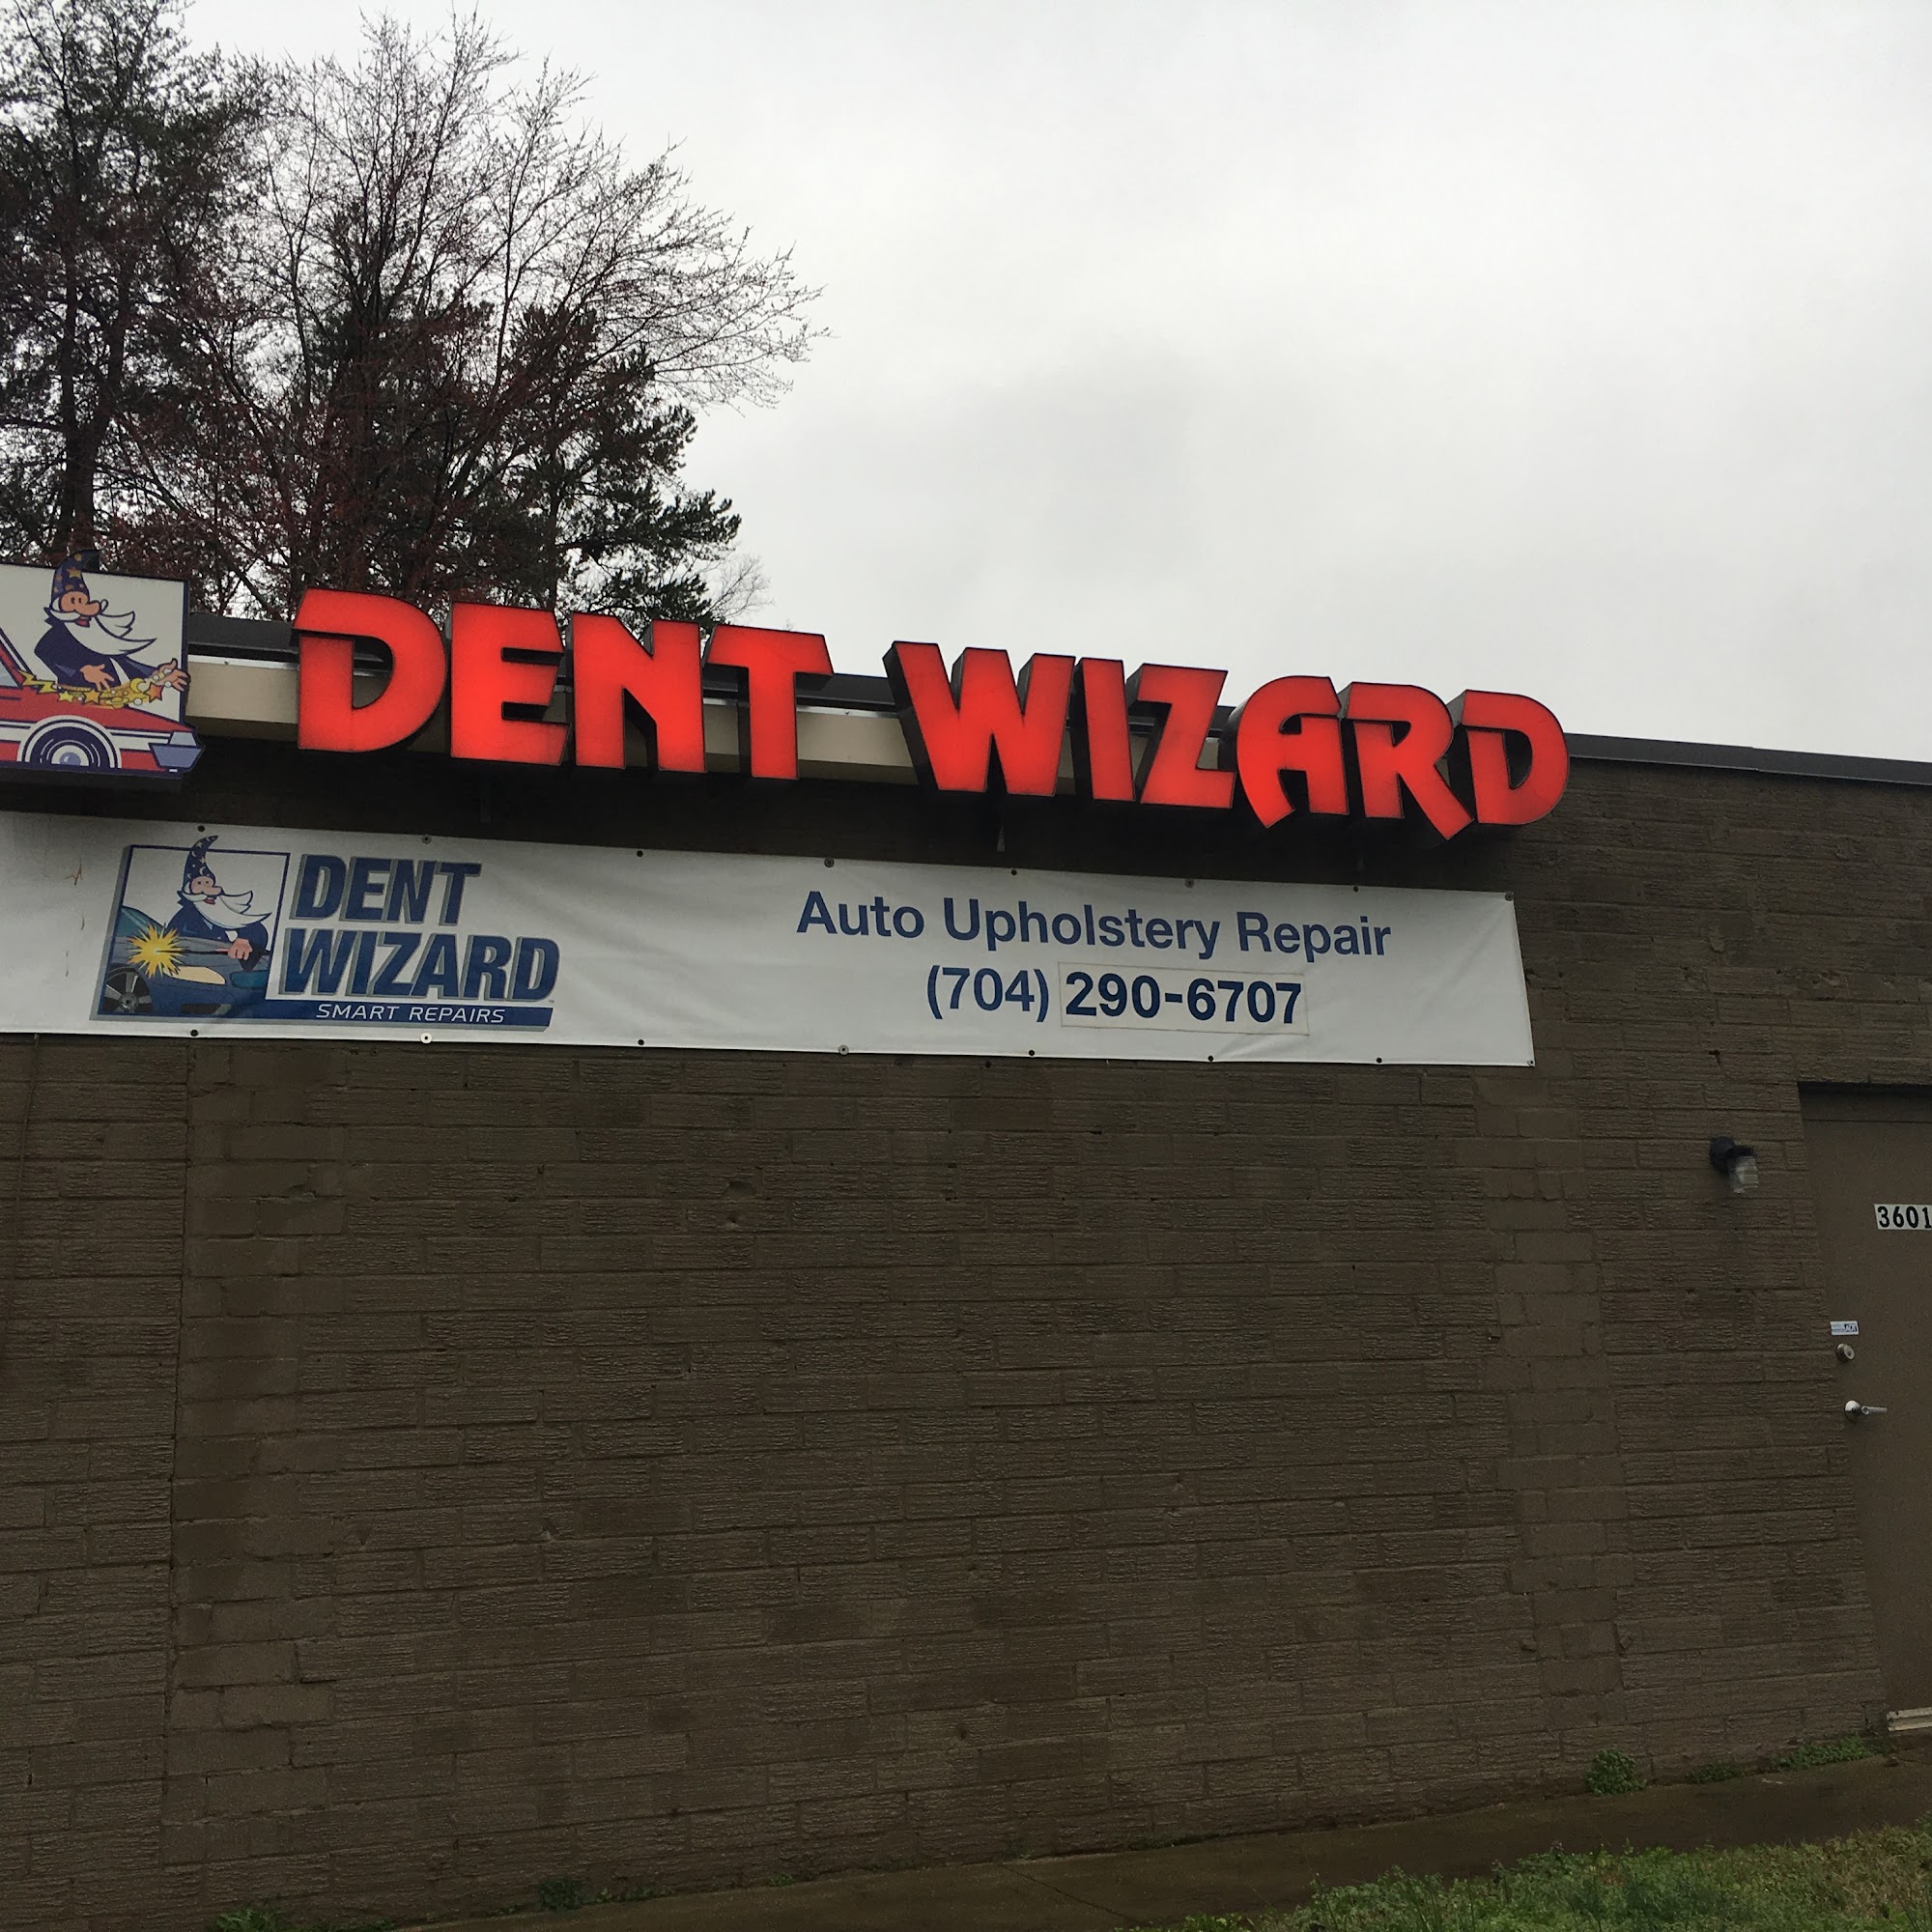 DENT WIZARD
DENT
WIZARD
SMART REPAIRS
Auto Upholstery Repair
(704) 290-6707
3601